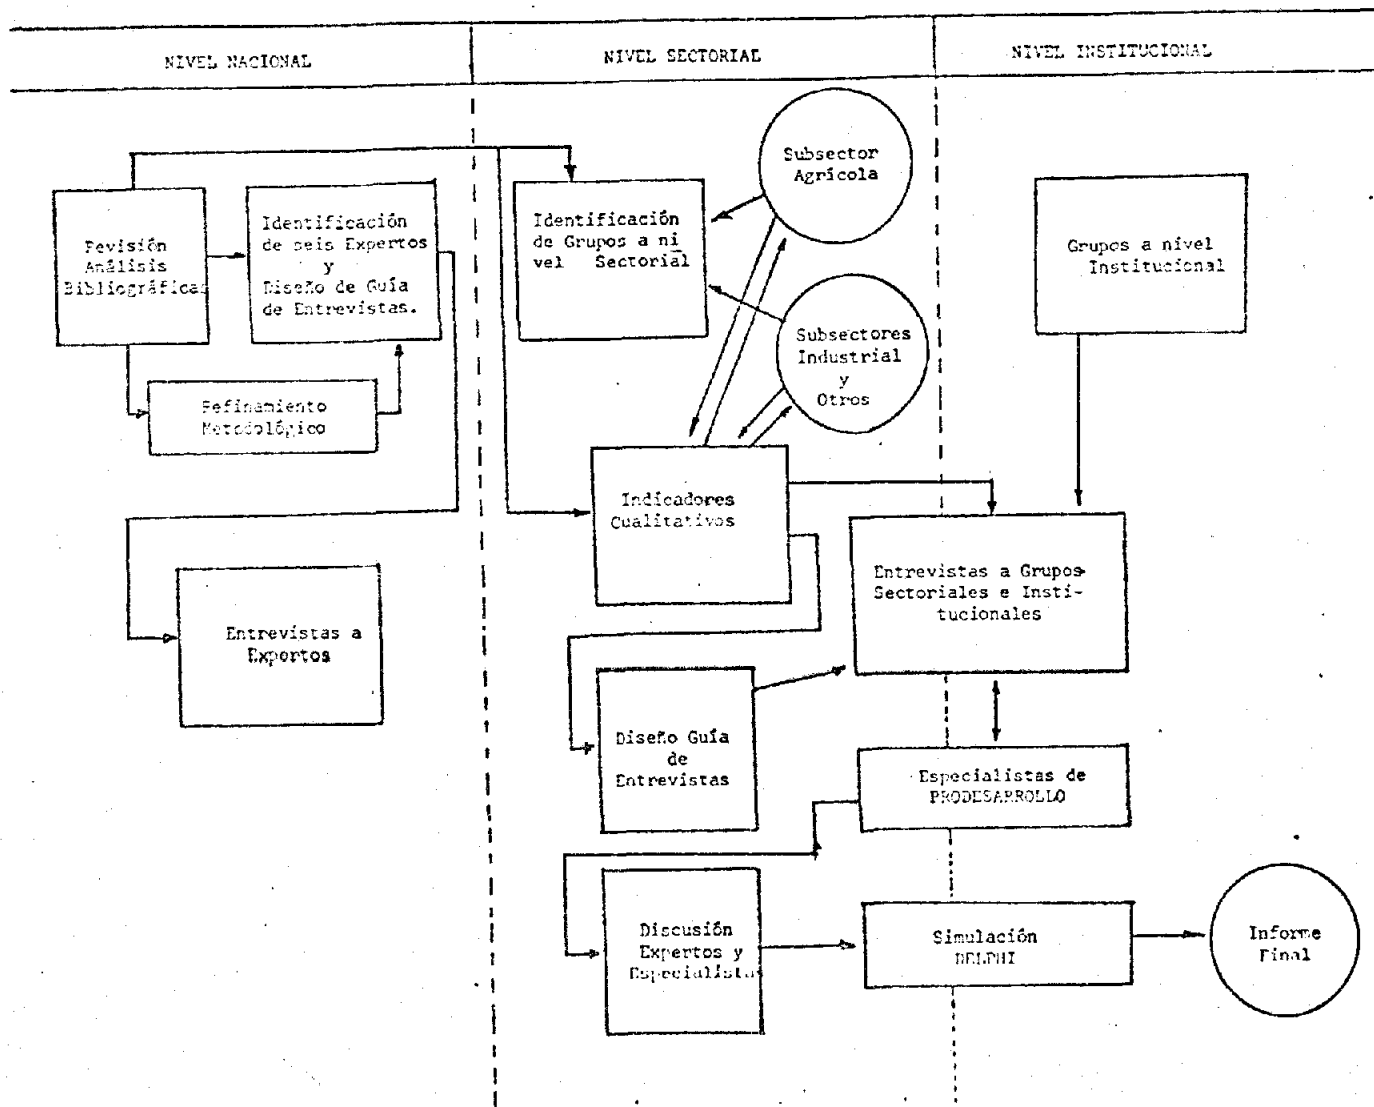 NIVEL NACIONAL
NIVEL SECTORIAL
NIVEL INSTITUCIONAL
Revisión
Análisis
Bibliográficas
Identificación
de seis Expertos
y
Diseño de Guía
de Entrevistas.
Refinamiento
Metodológico
Entrevistas a
Expertos
Identificación
de Grupos a ni
vel Sectorial
Subsector
Agrícola
Subsectores
Industrial
y
Otros
Indicadores
Cualitativos
Diseño Guía
de
Entrevistas
Discusión
Expertos y
Especialista
Grupos a nível
Institucional
Entrevistas a Grupos
Sectoriales e Insti-
tucionales
Especialistas de
PRODESARROLLO
Simulación
DELPHI
Informe
Final